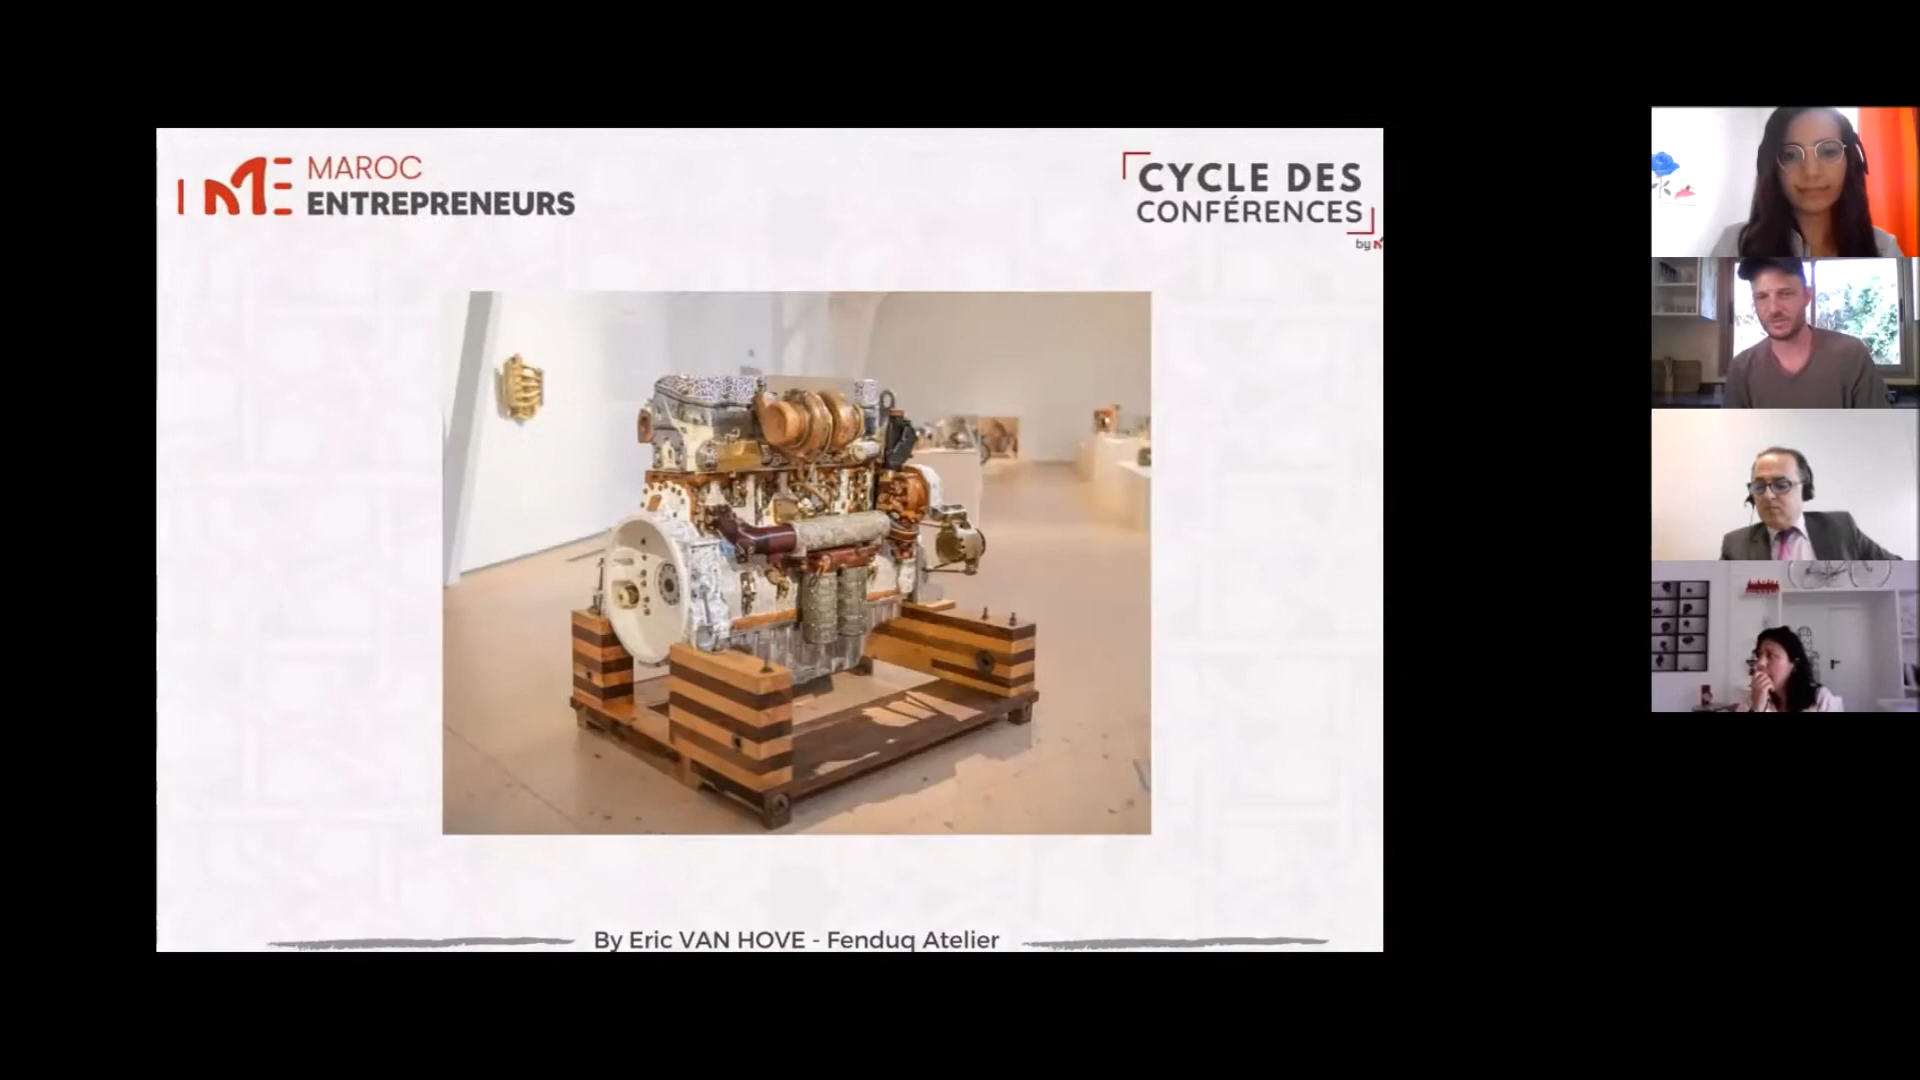 MAROC
ENTREPRENEURS
CYCLE DES
CONFÉRENCES
by
By Eric VAN HOVE - Fenduq Atelier